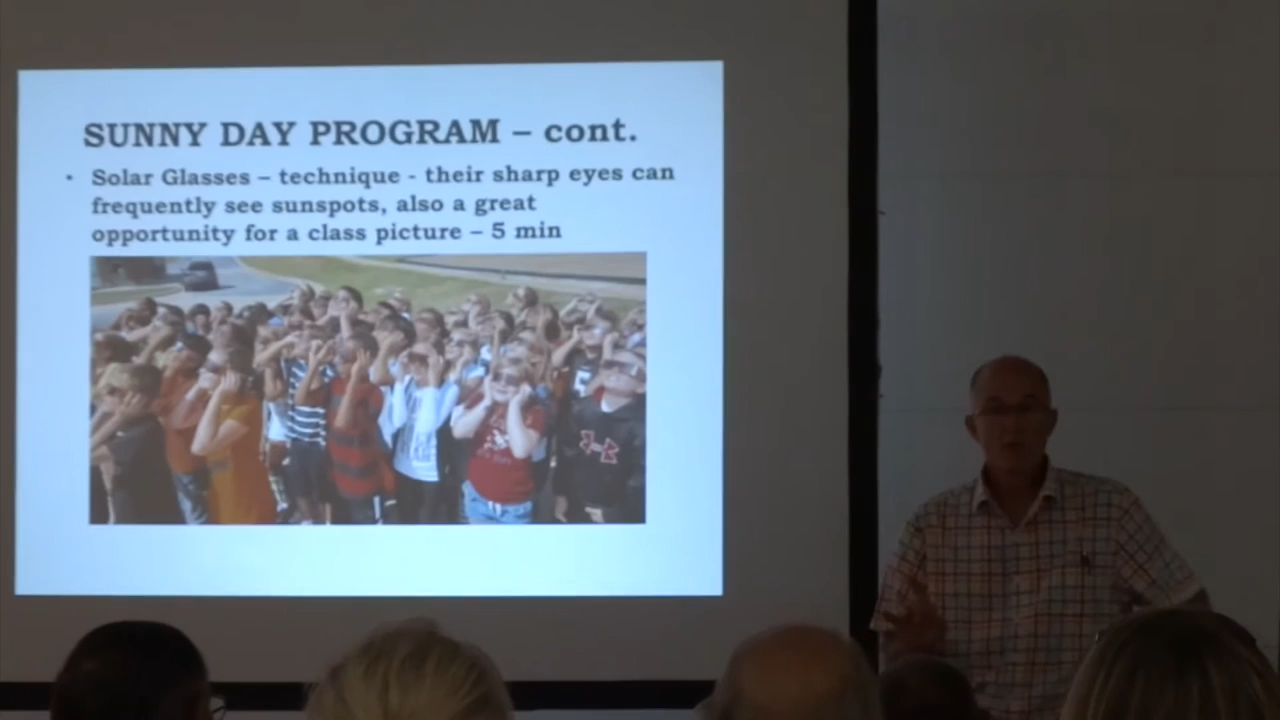 SUNNY DAY PROGRAM – cont.
• Solar Glasses – technique - their sharp eyes can
frequently see sunspots, also a great
opportunity for a class picture – 5 min